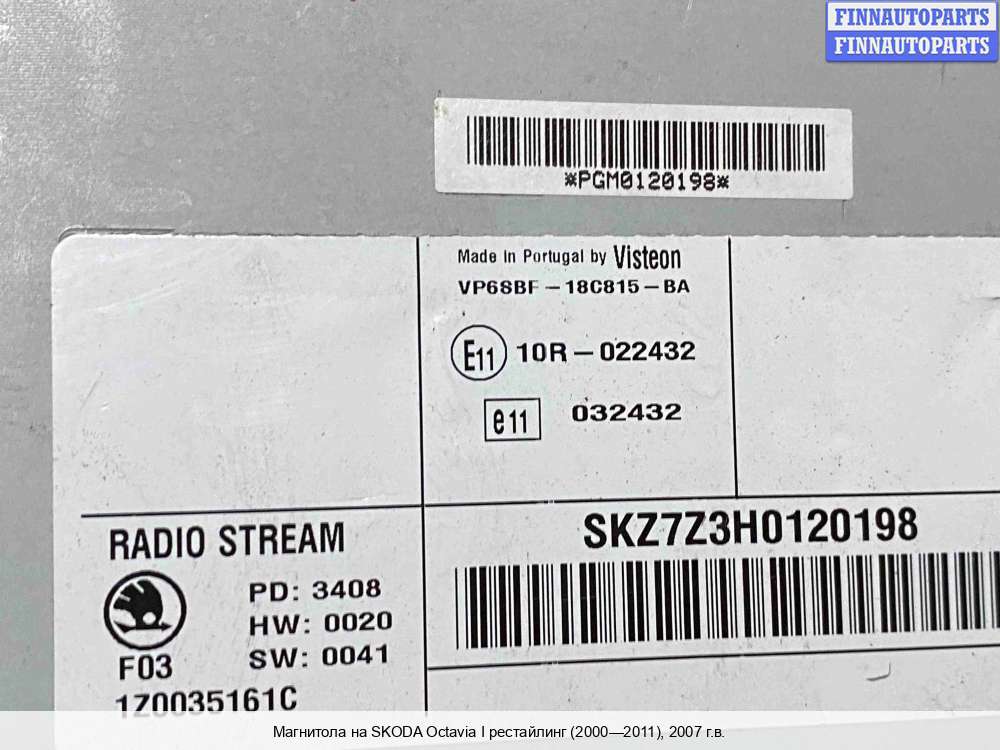 FINNAUTOPARTS
FINNAUTOPARTS
*PGM0120198*
Made in Portugal by Visteon
VP6SBF-18C815-BA
E11 10R-022432
e11 032432
SKZ7Z3H0120198
RADIO STREAM
PD: 3408
HW: 0020
SW: 0041
F03
1Z0035161C
Магнитола на SKODA Octavia I рестайлинг (2000—2011), 2007 г.в.